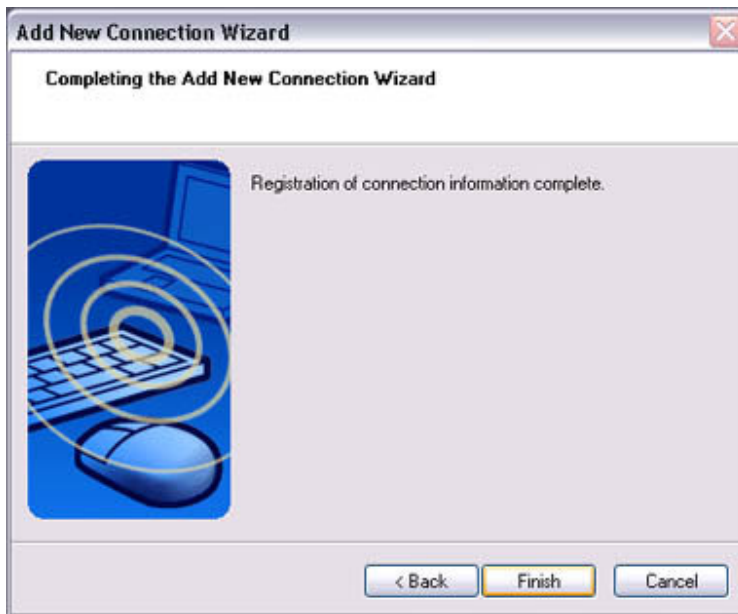 Add New Connection Wizard
Completing the Add New Connection Wizard
Registration of connection information complete.
< Back
Finish
Cancel